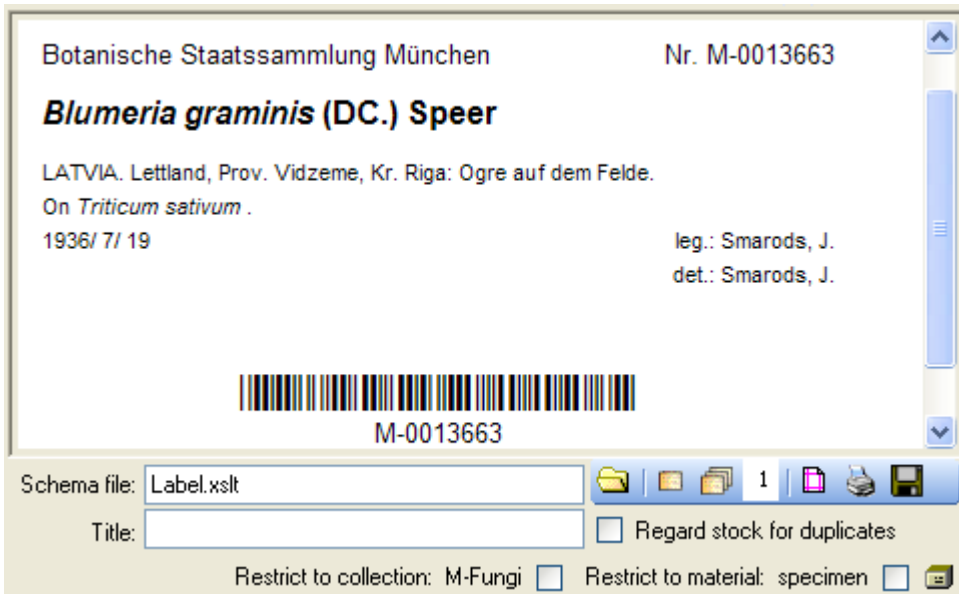 Botanische Staatssammlung München Nr. M-0013663
Blumeria graminis (DC.) Speer
LATVIA. Lettland, Prov. Vidzeme, Kr. Riga: Ogre auf dem Felde.
On Triticum sativum .
1936/ 7/ 19 leg.: Smarods, J.
det.: Smarods, J.
M-0013663
Schema file: Label.xslt 1
Title: Regard stock for duplicates
Restrict to collection: M-Fungi Restrict to material: specimen